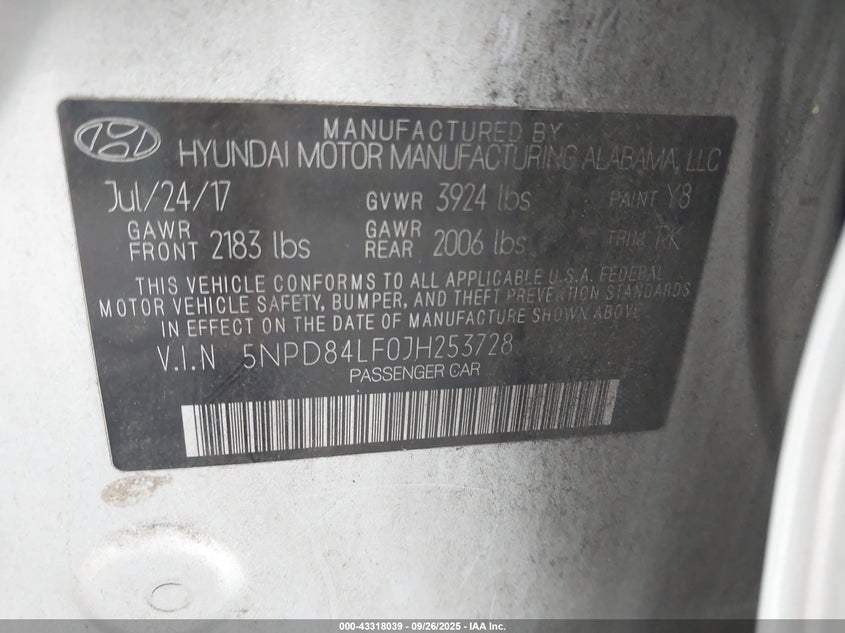 MANUFACTURED BY
HYUNDAI MOTOR MANUFACTURING ALABAMA, LLC
Jul/24/17 GVWR 3924 lbs PAINT Y8
GAWR FRONT 2183 lbs GAWR REAR 2006 lbs TRIM RK
THIS VEHICLE CONFORMS TO ALL APPLICABLE U.S.A. FEDERAL
MOTOR VEHICLE SAFETY, BUMPER, AND THEFT PREVENTION STANDARDS
IN EFFECT ON THE DATE OF MANUFACTURE SHOWN ABOVE.
V.I.N 5NPD84LF0JH253728
PASSENGER CAR
000-43318039 - 09/26/2025 - IAA Inc.